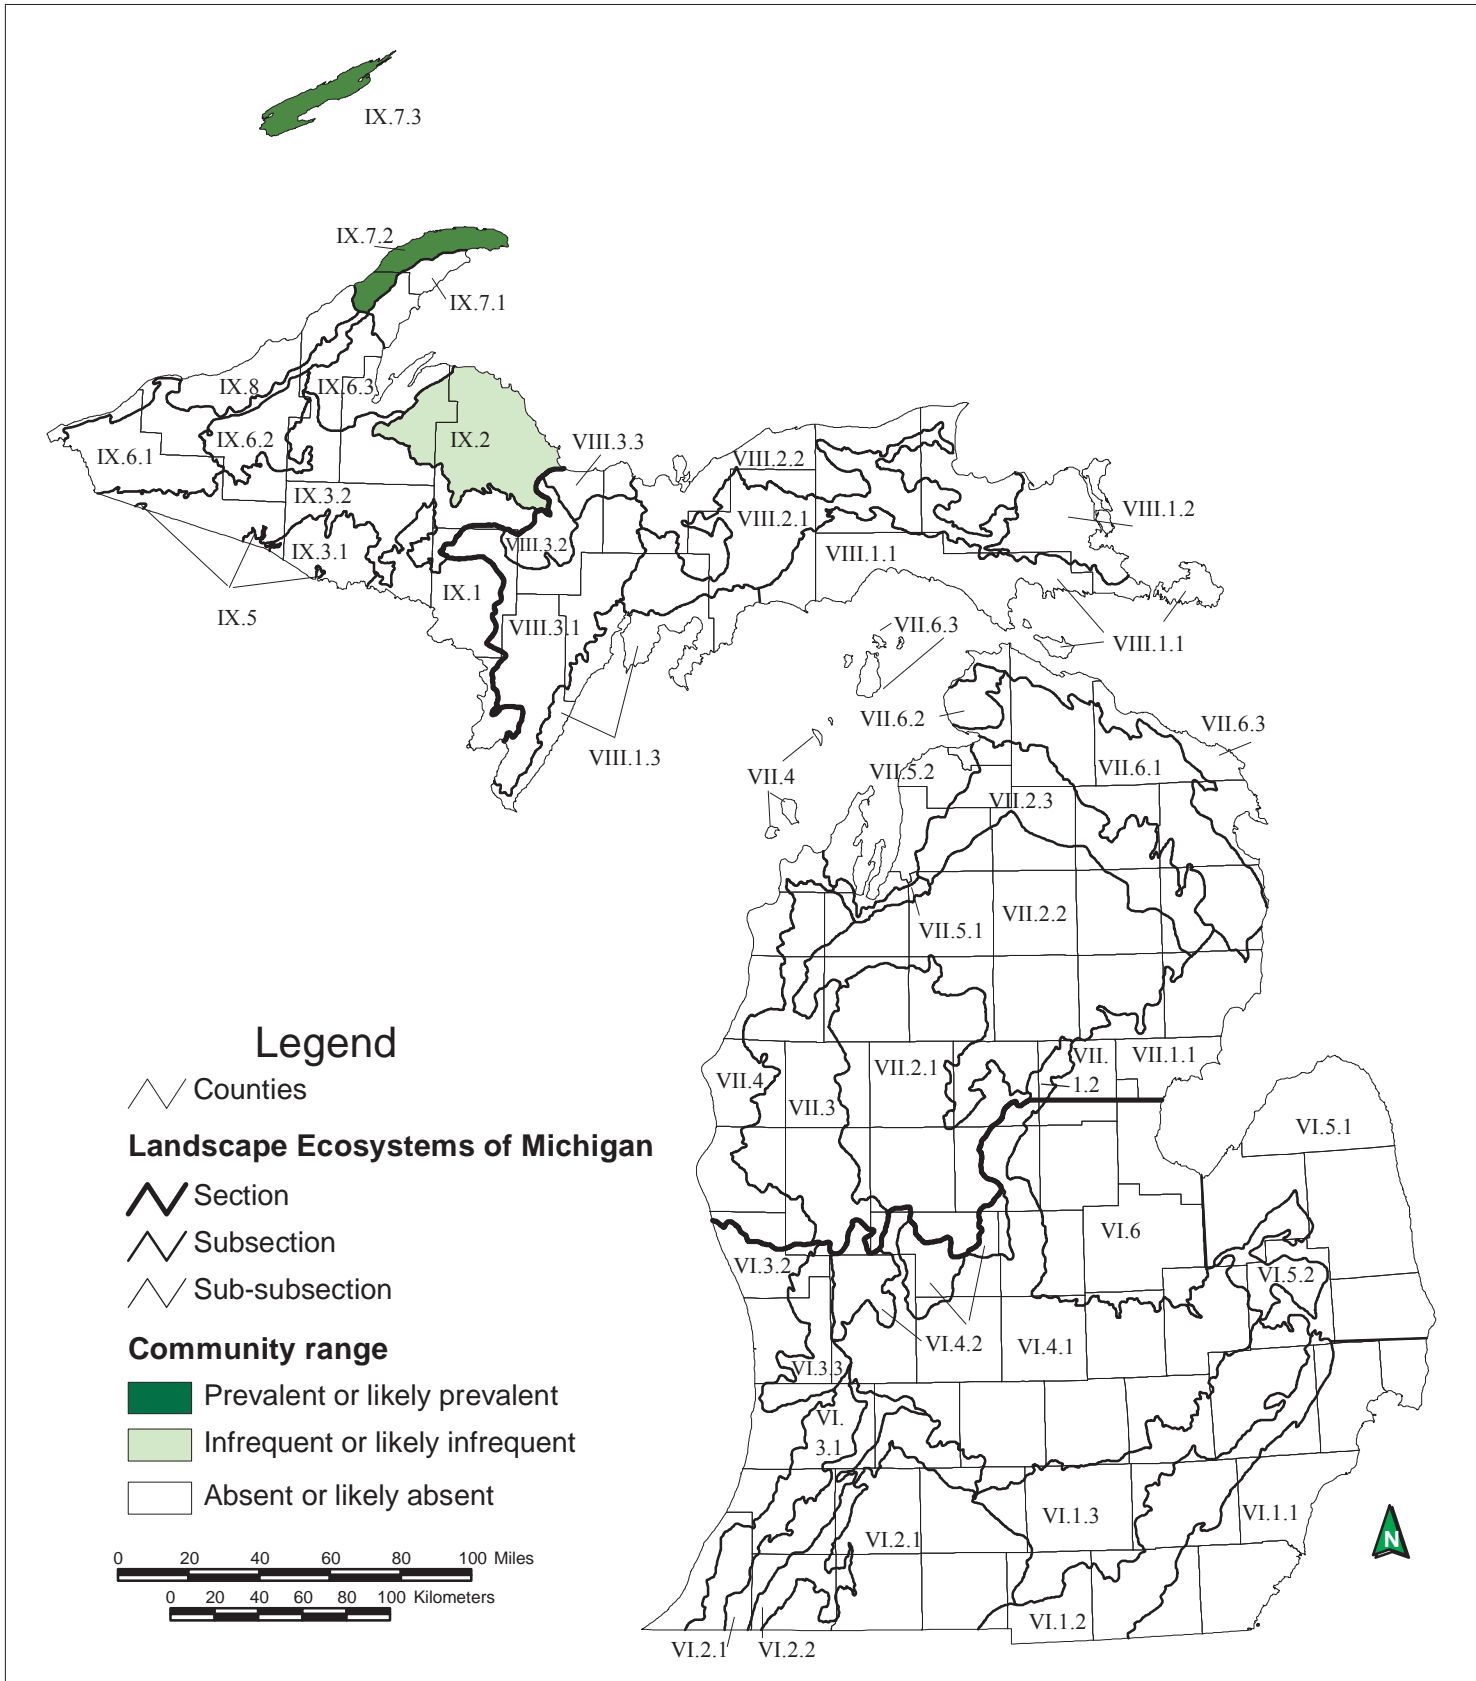 IX.7.3
IX.7.2
IX.7.1
IX.8
IX.6.3
IX.6.2
IX.2
IX.6.1
VIII.3.3
VIII.2.2
IX.3.2
VIII.2.1
VIII.1.2
IX.3.1
VIII.3.2
VIII.1.1
IX.1
IX.5
VIII.3.1
VII.6.3
VIII.1.1
VII.6.2
VII.6.3
VIII.1.3
VII.4
VII.5.2
VII.6.1
VII.2.3
VII.5.1
VII.2.2
VII.4
VII.3
VII.2.1
VII.
1.2
VII.1.1
VI.5.1
VI.6
VI.3.2
VI.5.2
VI.4.2
VI.4.1
VI.3.3
VI.
3.1
VI.2.1
VI.1.3
VI.1.1
VI.1.2
VI.2.1
VI.2.2
Legend
Counties
Landscape Ecosystems of Michigan
Section
Subsection
Sub-subsection
Community range
Prevalent or likely prevalent
Infrequent or likely infrequent
Absent or likely absent
0 20 40 60 80 100 Miles
0 20 40 60 80 100 Kilometers
N